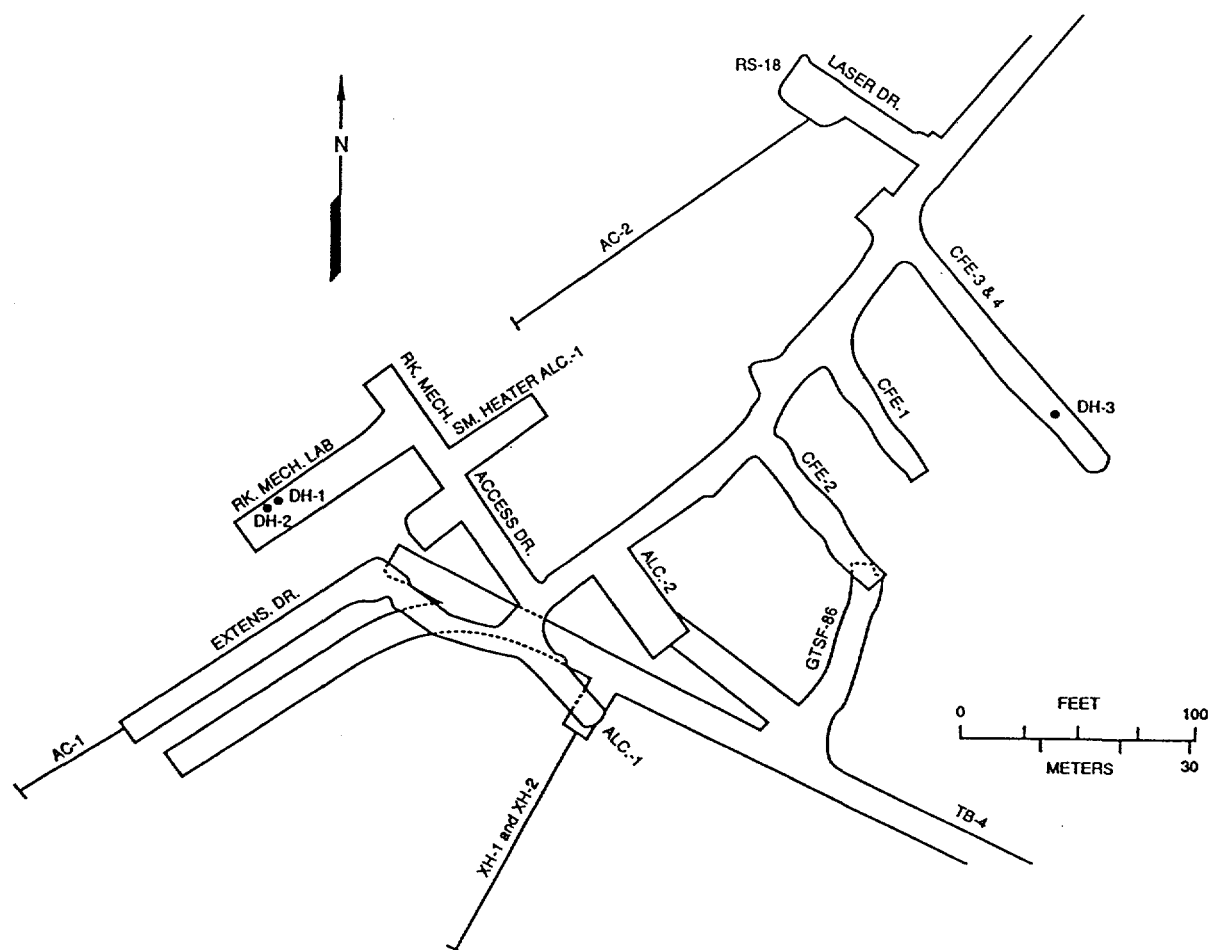 RS-18
LASER DR.
N
AC-2
CFE-3 & 4
RK. MECH.
SM. HEATER ALC.-1
CFE-1
DH-3
RK. MECH. LAB
DH-1
DH-2
ACCESS DR.
CFE-2
ALC.-2
EXTENS. DR.
GTSF-86
0 FEET 100
METERS 30
AC-1
ALC.-1
XH-1 and XH-2
TB-4